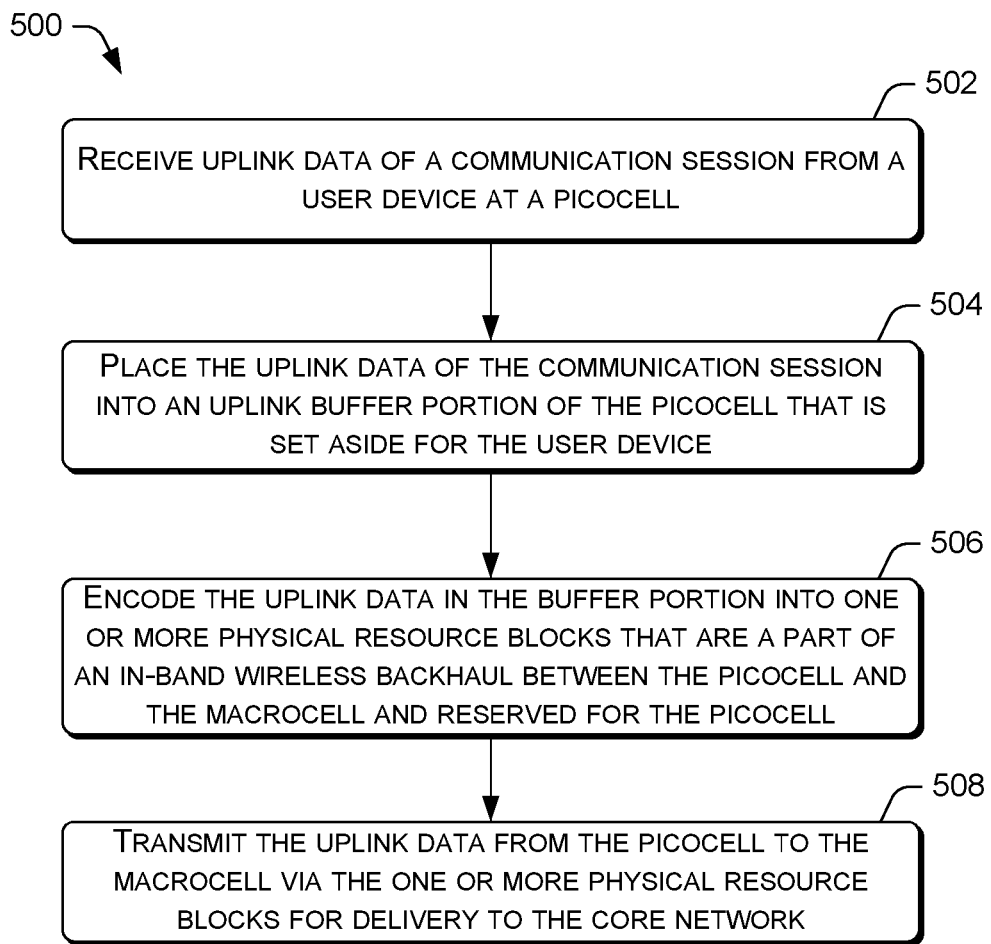 500
502
RECEIVE UPLINK DATA OF A COMMUNICATION SESSION FROM A
USER DEVICE AT A PICOCELL
504
PLACE THE UPLINK DATA OF THE COMMUNICATION SESSION
INTO AN UPLINK BUFFER PORTION OF THE PICOCELL THAT IS
SET ASIDE FOR THE USER DEVICE
506
ENCODE THE UPLINK DATA IN THE BUFFER PORTION INTO ONE
OR MORE PHYSICAL RESOURCE BLOCKS THAT ARE A PART OF
AN IN-BAND WIRELESS BACKHAUL BETWEEN THE PICOCELL AND
THE MACROCELL AND RESERVED FOR THE PICOCELL
508
TRANSMIT THE UPLINK DATA FROM THE PICOCELL TO THE
MACROCELL VIA THE ONE OR MORE PHYSICAL RESOURCE
BLOCKS FOR DELIVERY TO THE CORE NETWORK